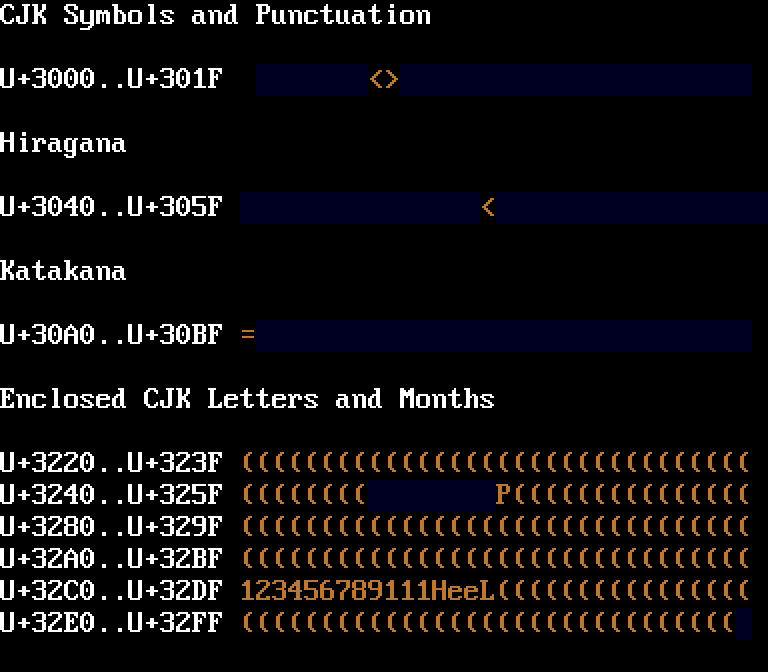 CJK Symbols and Punctuation
U+3000..U+301F <>
Hiragana
U+3040..U+305F <
Katakana
U+30A0..U+30BF =
Enclosed CJK Letters and Months
U+3220..U+323F ((((((((((((((((((((((((((((((((
U+3240..U+325F ((((((((        P(((((((((((((((
U+3280..U+329F ((((((((((((((((((((((((((((((((
U+32A0..U+32BF ((((((((((((((((((((((((((((((((
U+32C0..U+32DF 123456789111HeeL((((((((((((((((
U+32E0..U+32FF (((((((((((((((((((((((((((((((